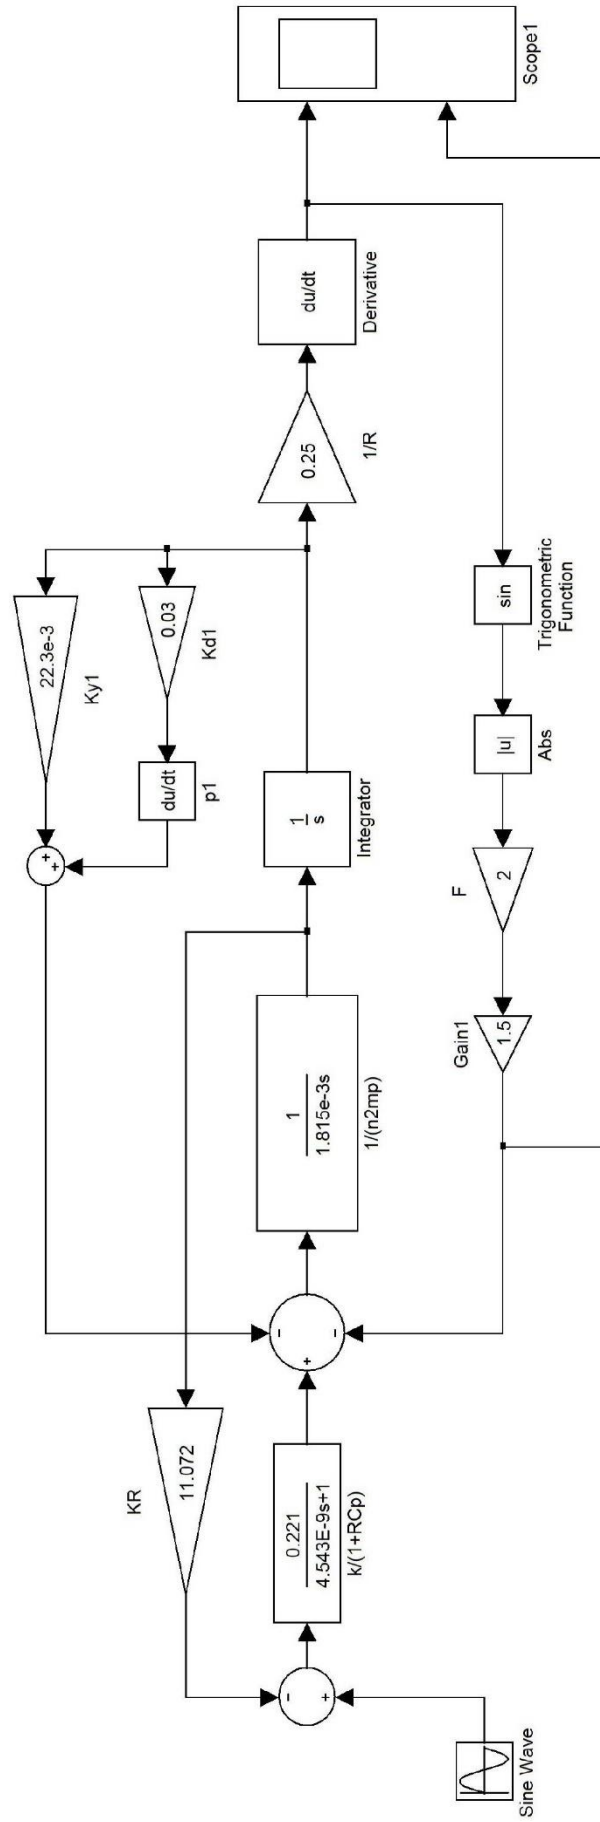 Sine Wave
+
-
KR
11.072
0.221
4.543E-9s+1
k/(1+RCp)
-
+
-
1
1.815e-3s
1/(n2mp)
1
s
Integrator
+
+
22.3e-3
Ky1
0.03
Kd1
du/dt
p1
0.25
1/R
du/dt
Derivative
Scope1
sin
Trigonometric
Function
|u|
Abs
F
2
Gain1
1.5